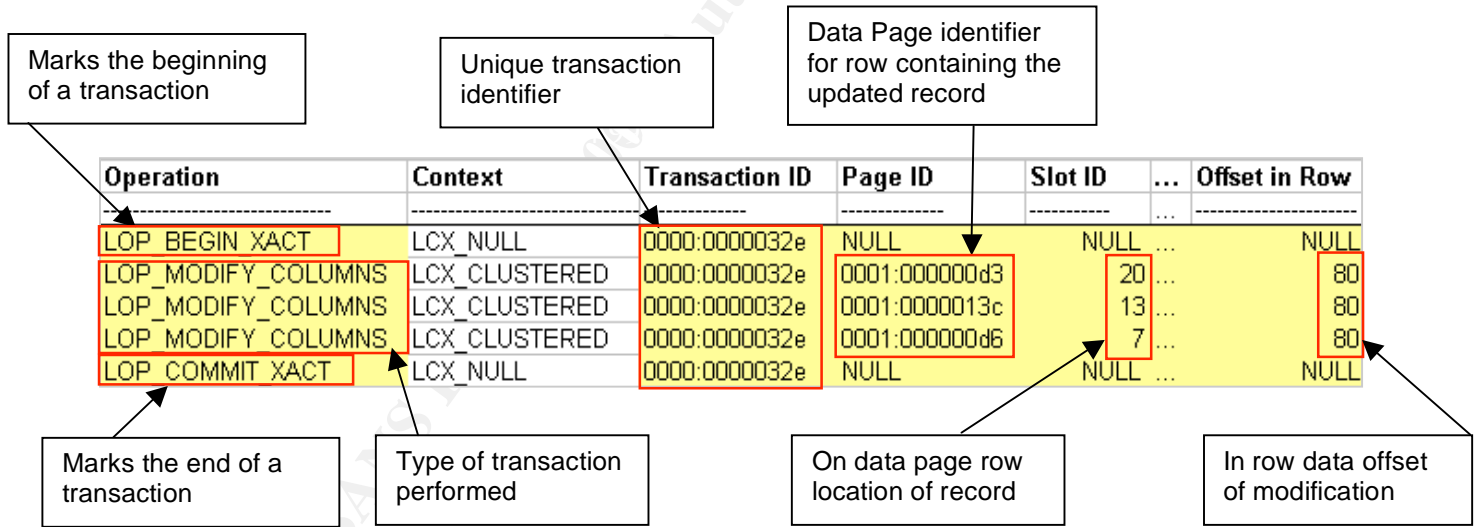 Marks the beginning
of a transaction
Unique transaction
identifier
Data Page identifier
for row containing the
updated record
Operation Context Transaction ID Page ID Slot ID ... Offset in Row
------------------------------ ------------------------------ -------------- -------------- ----------- ... ---------------------
LOP_BEGIN_XACT LCX_NULL 0000:0000032e NULL NULL ... NULL
LOP_MODIFY_COLUMNS LCX_CLUSTERED 0000:0000032e 0001:000000d3 20 ... 80
LOP_MODIFY_COLUMNS LCX_CLUSTERED 0000:0000032e 0001:0000013c 13 ... 80
LOP_MODIFY_COLUMNS LCX_CLUSTERED 0000:0000032e 0001:000000d6 7 ... 80
LOP_COMMIT_XACT LCX_NULL 0000:0000032e NULL NULL ... NULL
Marks the end of a
transaction
Type of transaction
performed
On data page row
location of record
In row data offset
of modification